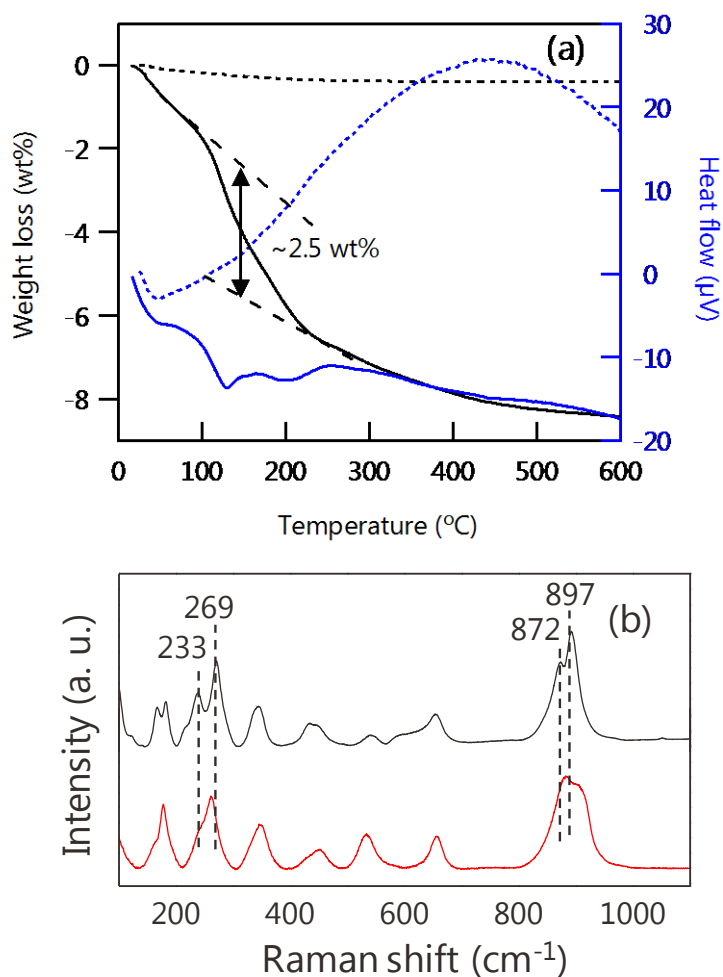 (a)
0
-2
-4
-6
-8
Weight loss (wt%)
~2.5 wt%
30
20
10
0
-10
-20
Heat flow (μV)
0 100 200 300 400 500 600
Temperature (°C)
(b)
233 269 872 897
Intensity (a. u.)
200 400 600 800 1000
Raman shift (cm⁻¹)